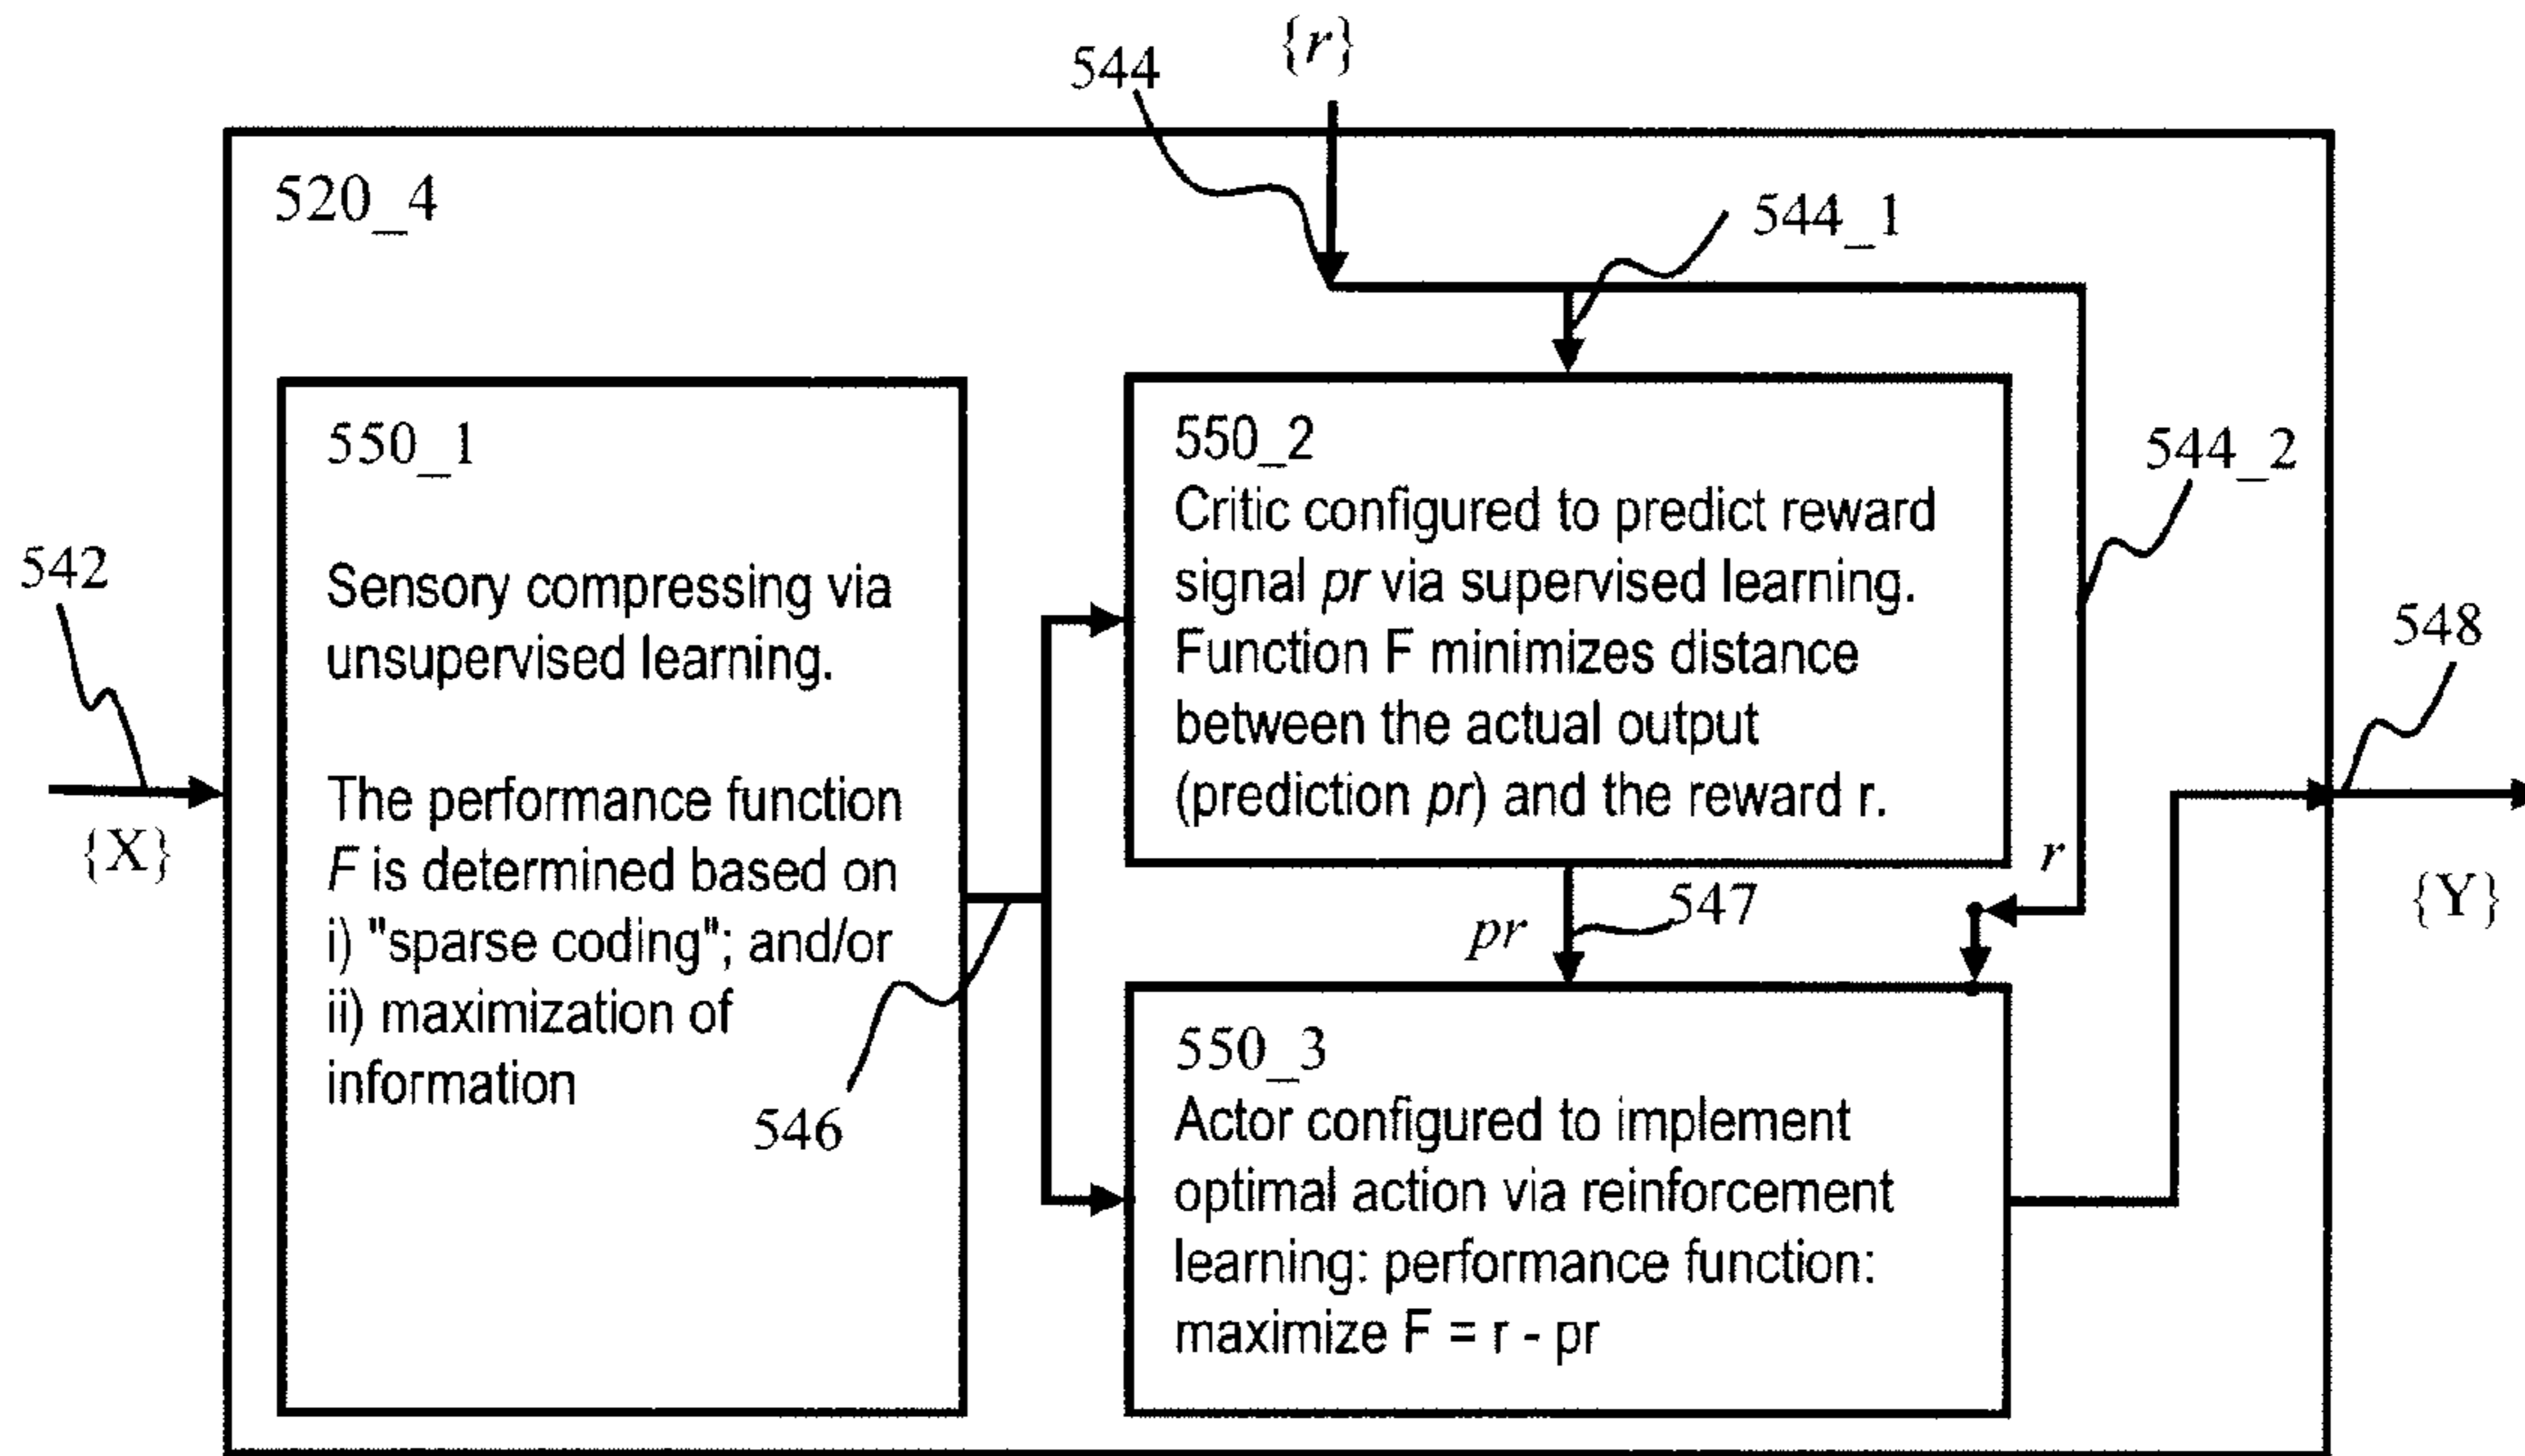 {r}
544
520_4
544_1
550_1
Sensory compressing via
unsupervised learning.
The performance function
F is determined based on
i) "sparse coding"; and/or
ii) maximization of
information
550_2
Critic configured to predict reward
signal pr via supervised learning.
Function F minimizes distance
between the actual output
(prediction pr) and the reward r.
544_2
542
{X}
548
{Y}
r
547
pr
546
550_3
Actor configured to implement
optimal action via reinforcement
learning: performance function:
maximize F = r - pr